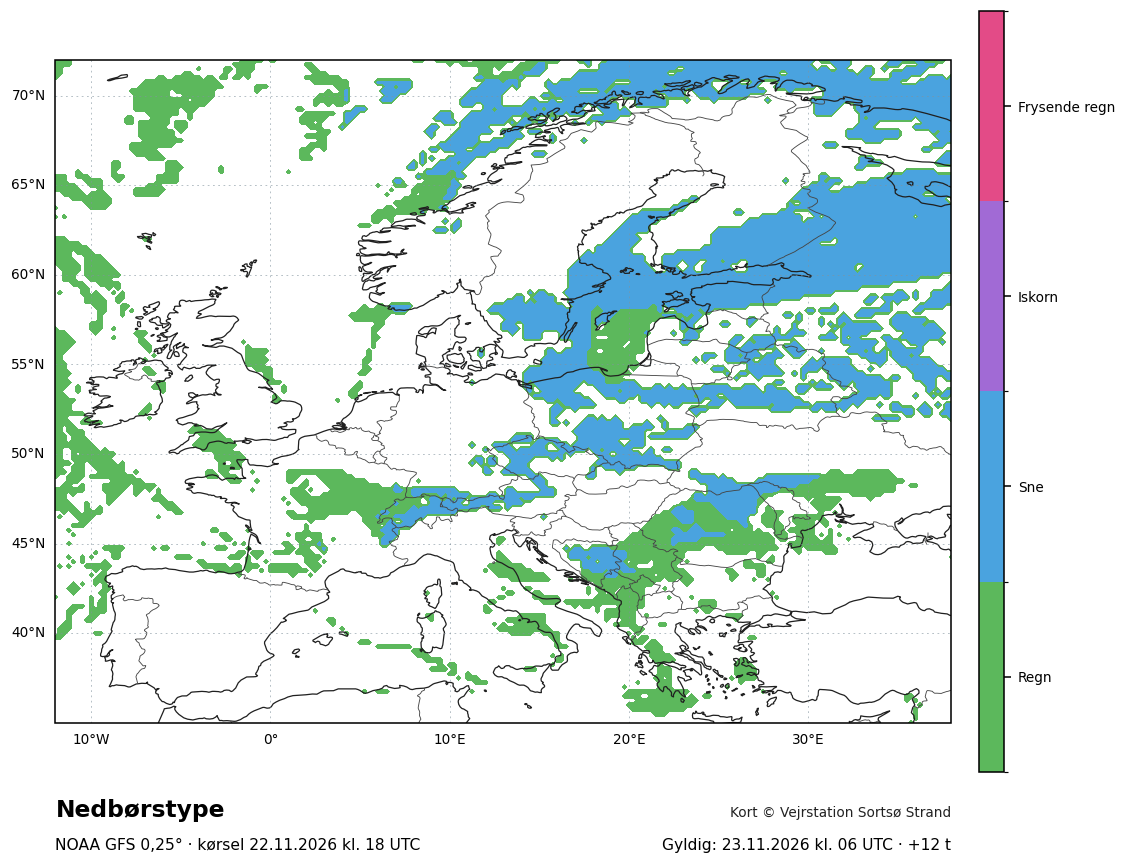 70°N
65°N
60°N
55°N
50°N
45°N
40°N
10°W
0°
10°E
20°E
30°E
Frysende regn
Iskorn
Sne
Regn
Nedbørstype
Kort © Vejrstation Sortsø Strand
NOAA GFS 0,25° · kørsel 22.11.2026 kl. 18 UTC
Gyldig: 23.11.2026 kl. 06 UTC · +12 t